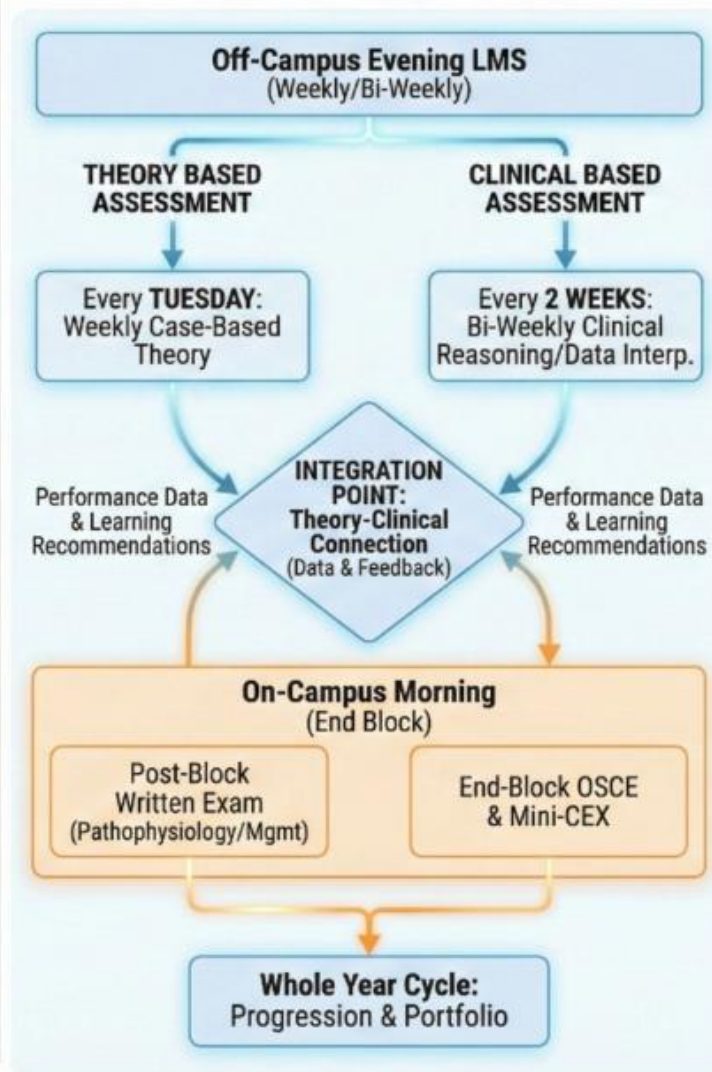 Off-Campus Evening LMS
(Weekly/Bi-Weekly)
THEORY BASED
ASSESSMENT
CLINICAL BASED
ASSESSMENT
Every TUESDAY:
Weekly Case-Based
Theory
Every 2 WEEKS:
Bi-Weekly Clinical
Reasoning/Data Interp.
INTEGRATION
POINT:
Theory-Clinical
Connection
(Data & Feedback)
Performance Data
& Learning
Recommendations
Performance Data
& Learning
Recommendations
On-Campus Morning
(End Block)
Post-Block
Written Exam
(Pathophysiology/Mgmt)
End-Block OSCE
& Mini-CEX
Whole Year Cycle:
Progression & Portfolio